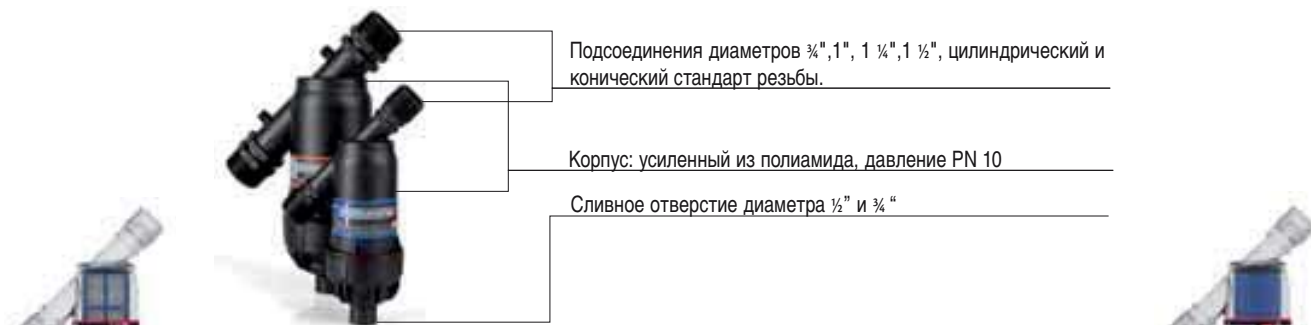 Подсоединения диаметров ¾",1", 1 ¼",1 ½", цилиндрический и
конический стандарт резьбы.
Корпус: усиленный из полиамида, давление PN 10
Сливное отверстие диаметра ½” и ¾ “